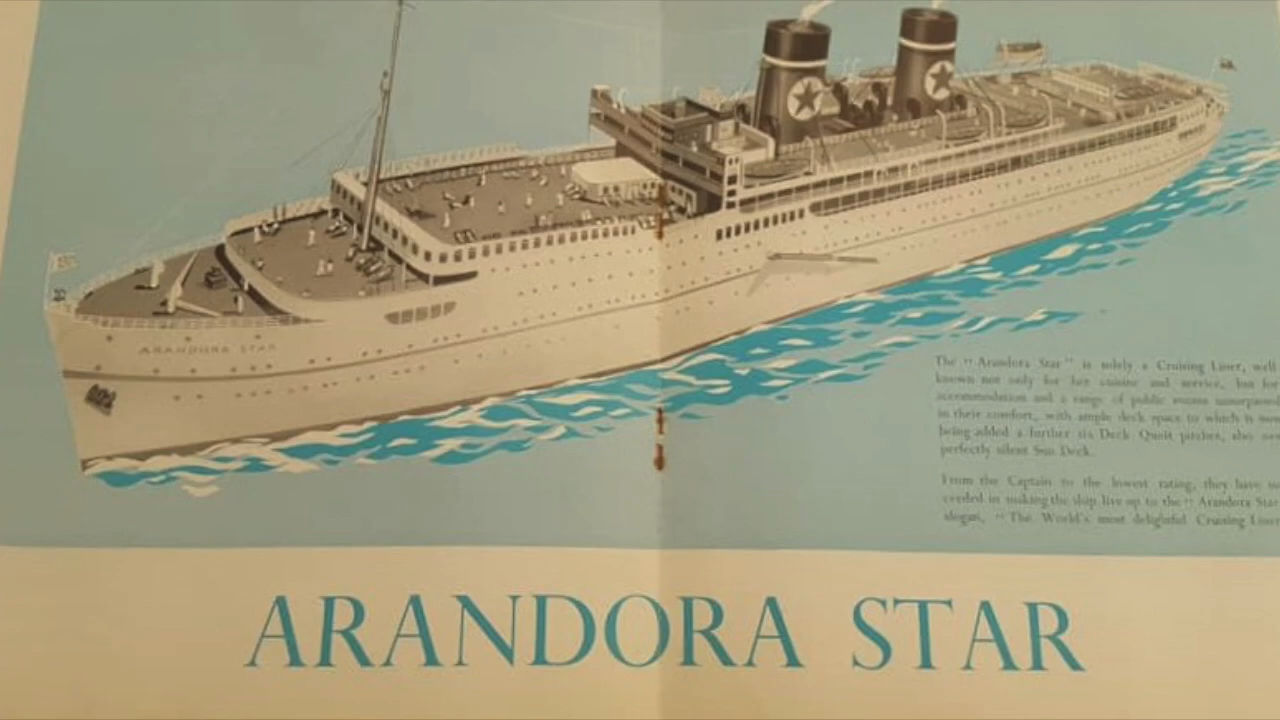 ARANDORA STAR
The "Arandora Star" is solely a Cruising Liner, well
known not only for her cuisine and service, but for
accommodation and a range of public rooms unsurpassed
in their comfort, with ample deck space to which is now
being added a further six Deck Quoit pitches, also
perfectly silent Sun Deck.
From the Captain to the lowest rating, they have
ceeded in making the ship live up to the "Arandora Star
slogan, "The World's most delightful Cruising Liner
ARANDORA STAR